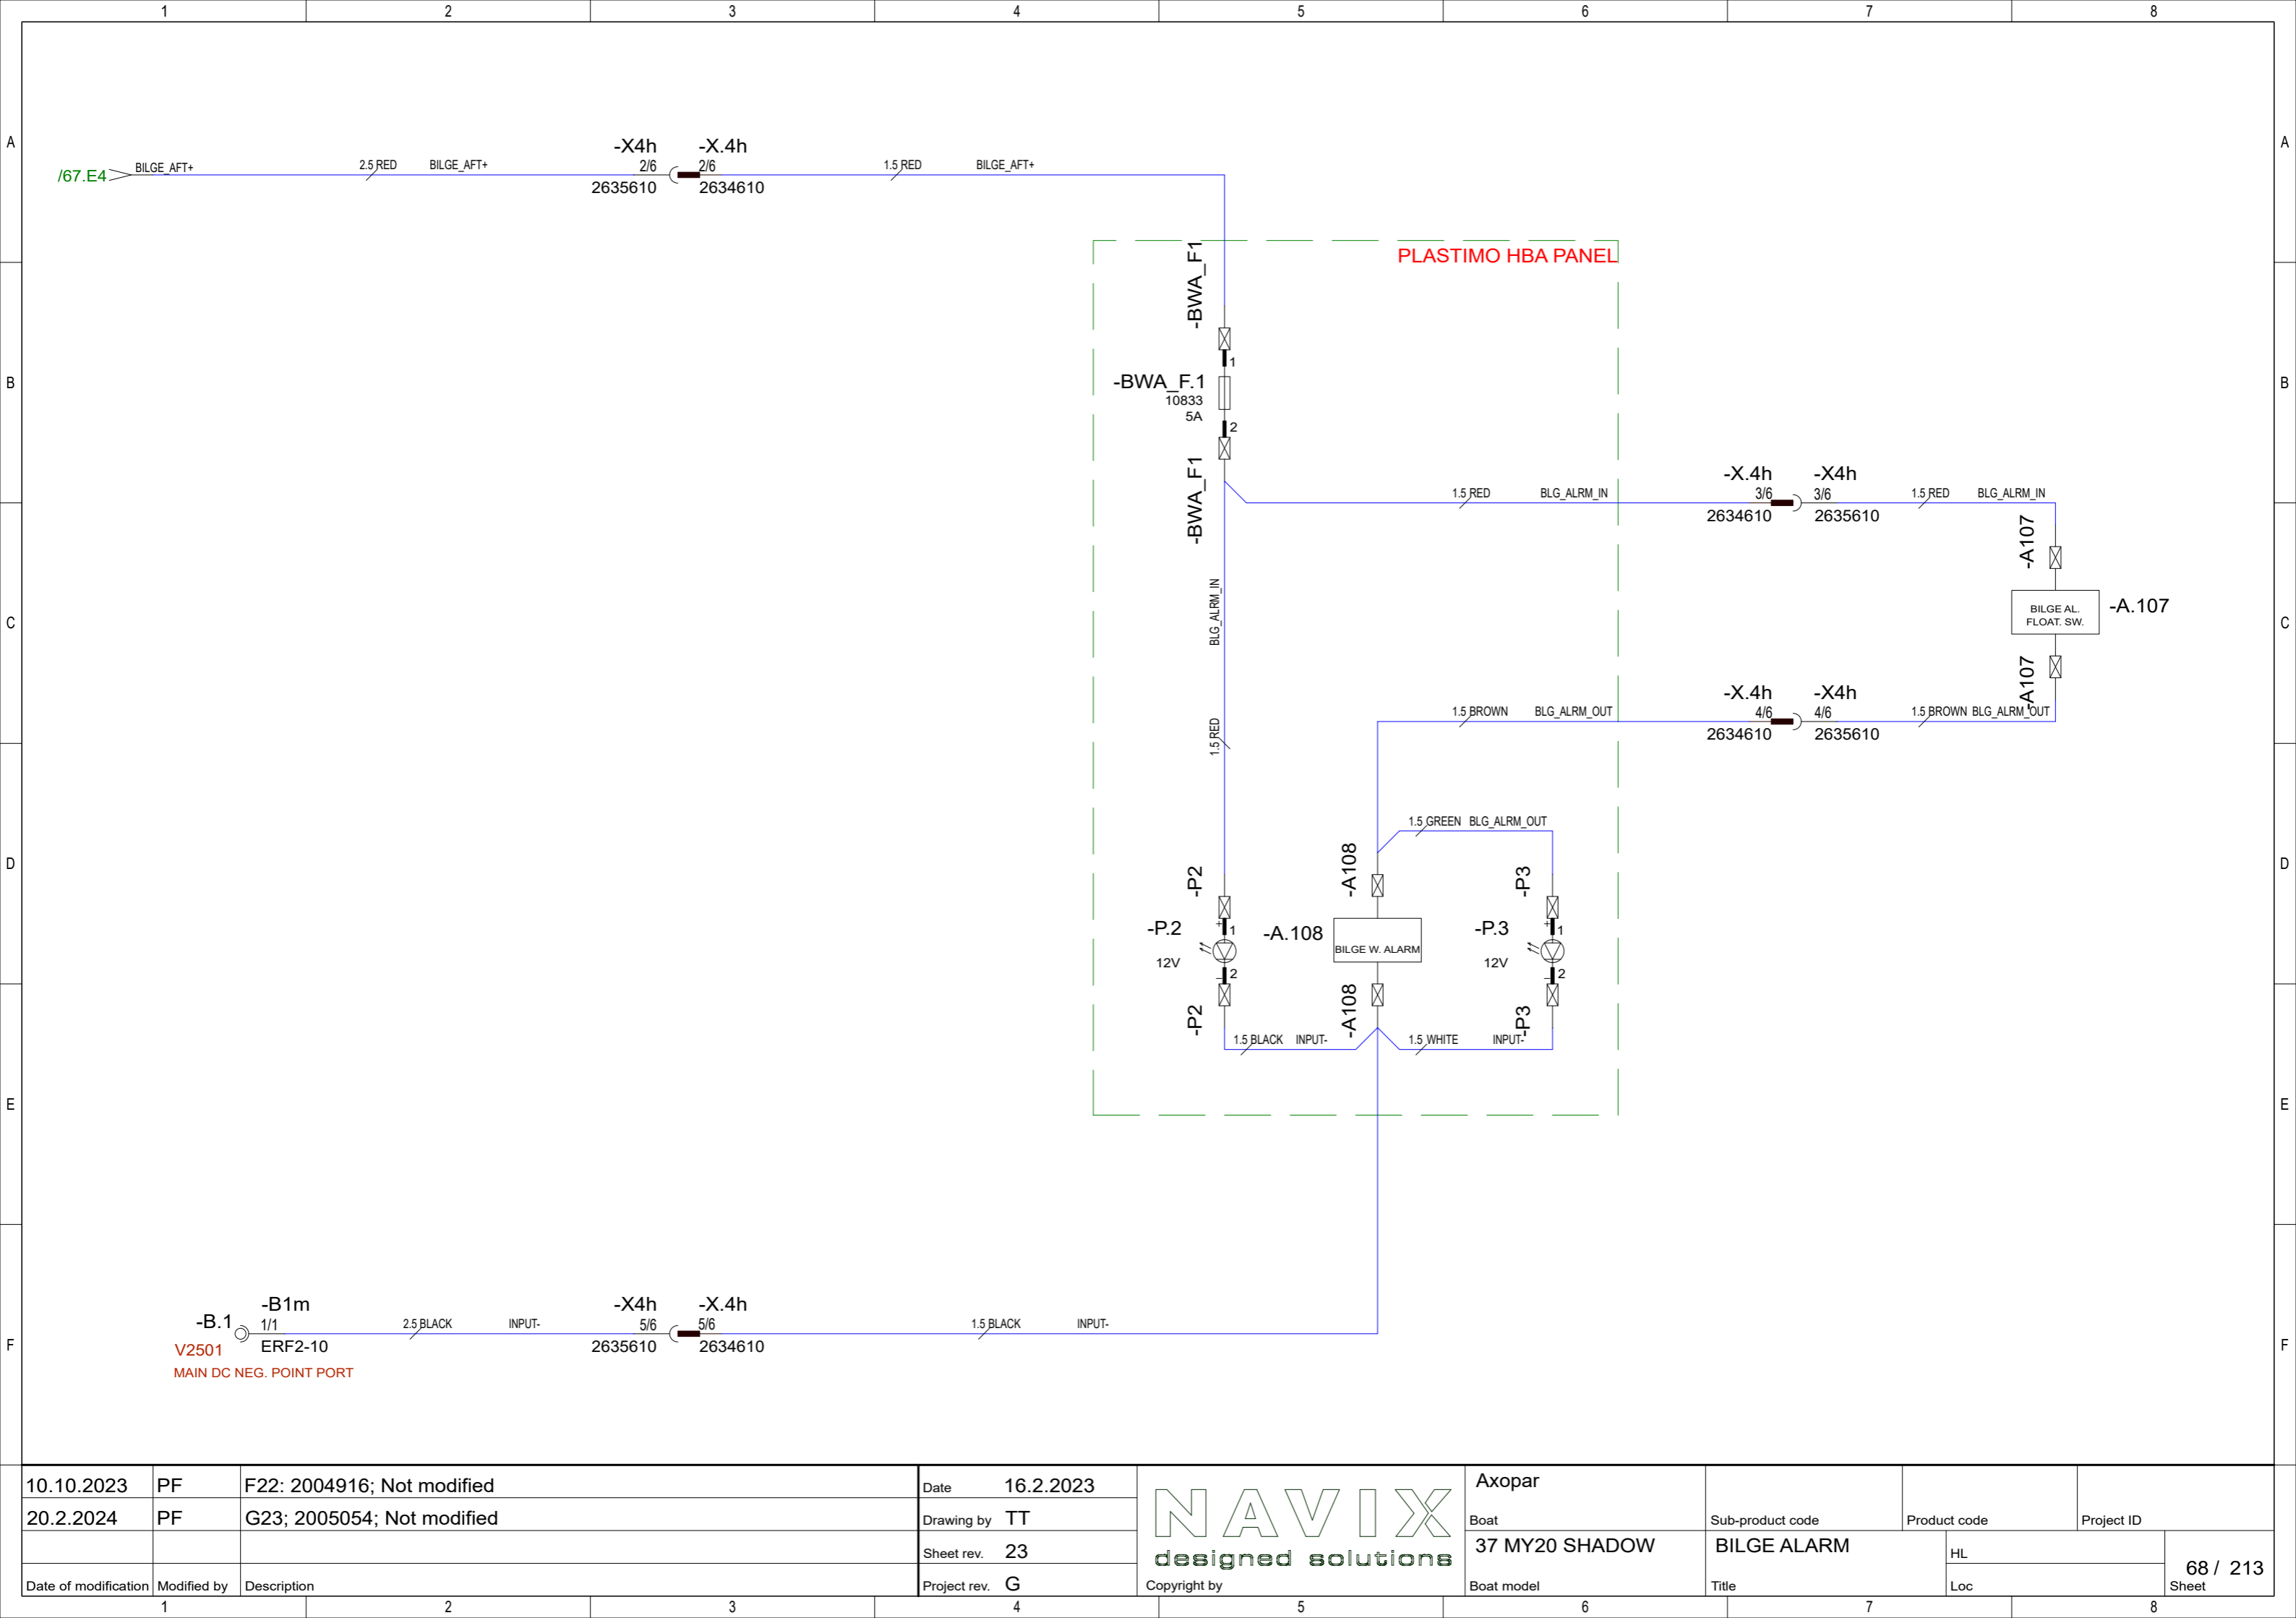 1 2 3 4 5 6 7 8
A A
B B
C C
D D
E E
F F
/67.E4
BILGE_AFT+
2.5 RED BILGE_AFT+
-X4h -X.4h
2/6 2/6
2635610 2634610
1.5 RED BILGE_AFT+
PLASTIMO HBA PANEL
-BWA_F1
1
-BWA_F.1
10833
5A
2
-BWA_F1
1.5 RED BLG_ALRM_IN
-X.4h -X4h
3/6 3/6
2634610 2635610
1.5 RED BLG_ALRM_IN
-A107
BILGE AL.
FLOAT. SW.
-A.107
-A107
BLG_ALRM_IN
1.5 RED
1.5 BROWN BLG_ALRM_OUT
-X.4h -X4h
4/6 4/6
2634610 2635610
1.5 BROWN BLG_ALRM_OUT
1.5 GREEN BLG_ALRM_OUT
-P2
-A108
-P3
-P.2
+ 1
12V
- 2
-A.108
BILGE W. ALARM
-P.3
+ 1
12V
- 2
-P2
-A108
-P3
1.5 BLACK INPUT-
1.5 WHITE INPUT-
-B.1
-B1m
1/1
ERF2-10
V2501
MAIN DC NEG. POINT PORT
2.5 BLACK INPUT-
-X4h -X.4h
5/6 5/6
2635610 2634610
1.5 BLACK INPUT-
10.10.2023 PF F22: 2004916; Not modified
20.2.2024 PF G23; 2005054; Not modified
Date of modification Modified by Description
Date 16.2.2023
Drawing by TT
Sheet rev. 23
Project rev. G
NAVIX
designed solutions
Copyright by
Axopar
Boat
37 MY20 SHADOW
Boat model
Sub-product code
Product code
Project ID
BILGE ALARM
Title
HL
Loc
68 / 213
Sheet
1 2 3 4 5 6 7 8